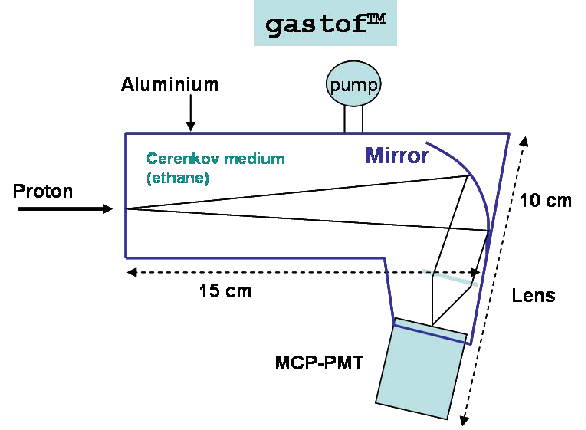 gastof™
Aluminium
pump
Cerenkov medium
(ethane)
Mirror
Proton
10 cm
15 cm
Lens
MCP-PMT